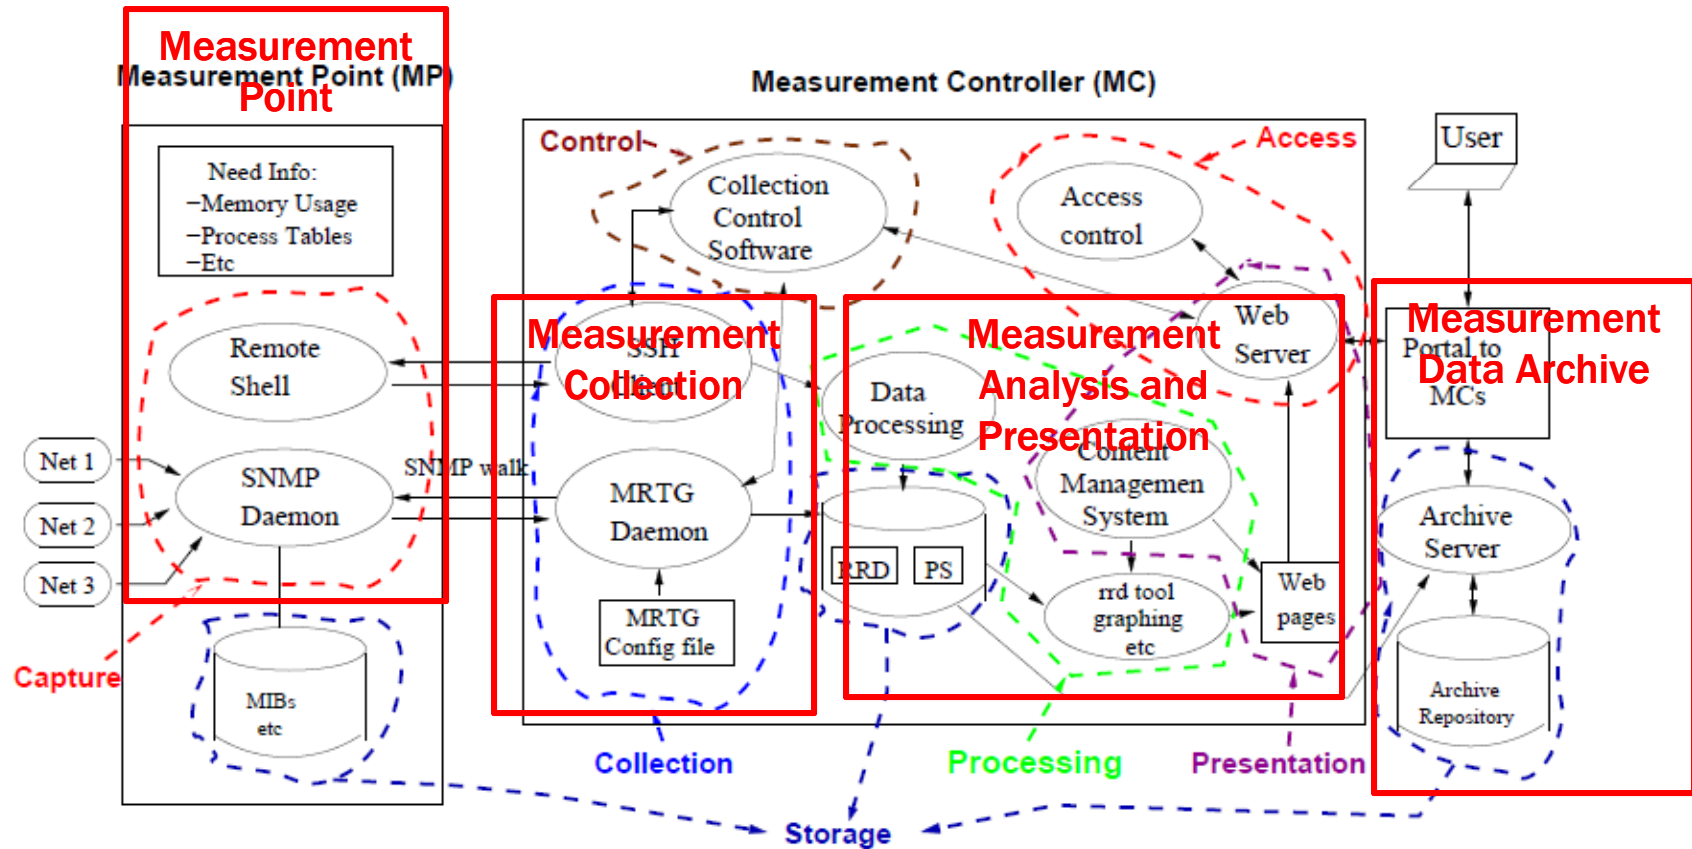 Measurement
Point
Measurement Point (MP)
Measurement Controller (MC)
Need Info:
−Memory Usage
−Process Tables
−Etc
Remote
Shell
SNMP
Daemon
Net 1
Net 2
Net 3
SNMP walk
Capture
MIBs
etc
Control
Collection
Control
Software
Access
Access
control
User
Measurement
Collection
SSH
Client
MRTG
Daemon
MRTG
Config file
Collection
Measurement
Analysis and
Presentation
Data
Processing
RRD
PS
Content
Managemen
System
rrd tool
graphing
etc
Web
Server
Web
pages
Processing
Presentation
Storage
Measurement
Data Archive
Portal to
MCs
Archive
Server
Archive
Repository